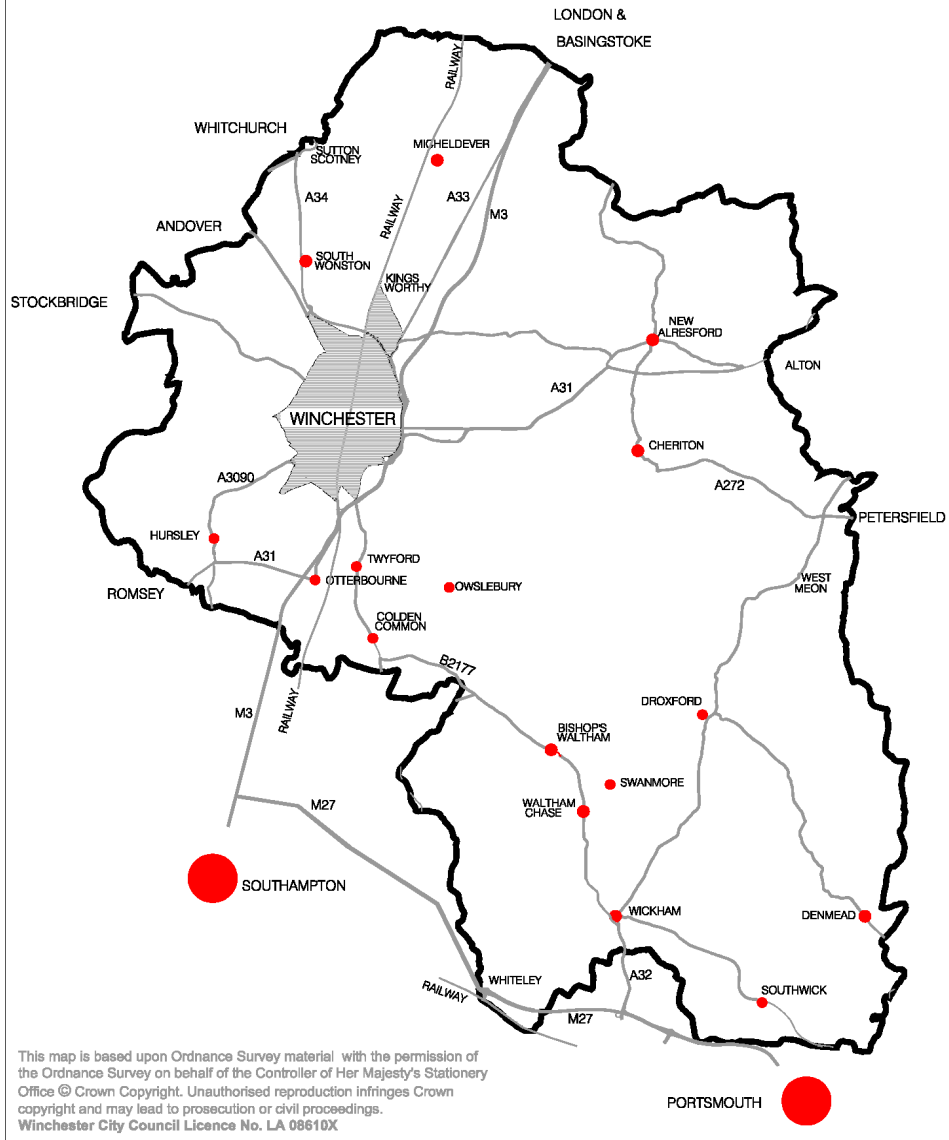 LONDON &
BASINGSTOKE
RAILWAY
WHITCHURCH
SUTTON
SCOTNEY
MICHELDEVER
A34
A33
M3
RAILWAY
ANDOVER
SOUTH
WONSTON
KINGS
WORTHY
STOCKBRIDGE
NEW
ALRESFORD
ALTON
A31
WINCHESTER
CHERITON
A3090
A272
PETERSFIELD
HURSLEY
A31
TWYFORD
OTTERBOURNE
OWSLEBURY
WEST
MEON
ROMSEY
COLDEN
COMMON
B2177
RAILWAY
M3
DROXFORD
BISHOP'S
WALTHAM
SWANMORE
WALTHAM
CHASE
M27
SOUTHAMPTON
WICKHAM
DENMEAD
WHITELEY
A32
RAILWAY
SOUTHWICK
M27
This map is based upon Ordnance Survey material with the permission of
the Ordnance Survey on behalf of the Controller of Her Majesty's Stationery
Office © Crown Copyright. Unauthorised reproduction infringes Crown
copyright and may lead to prosecution or civil proceedings.
Winchester City Council Licence No. LA 08610X
PORTSMOUTH